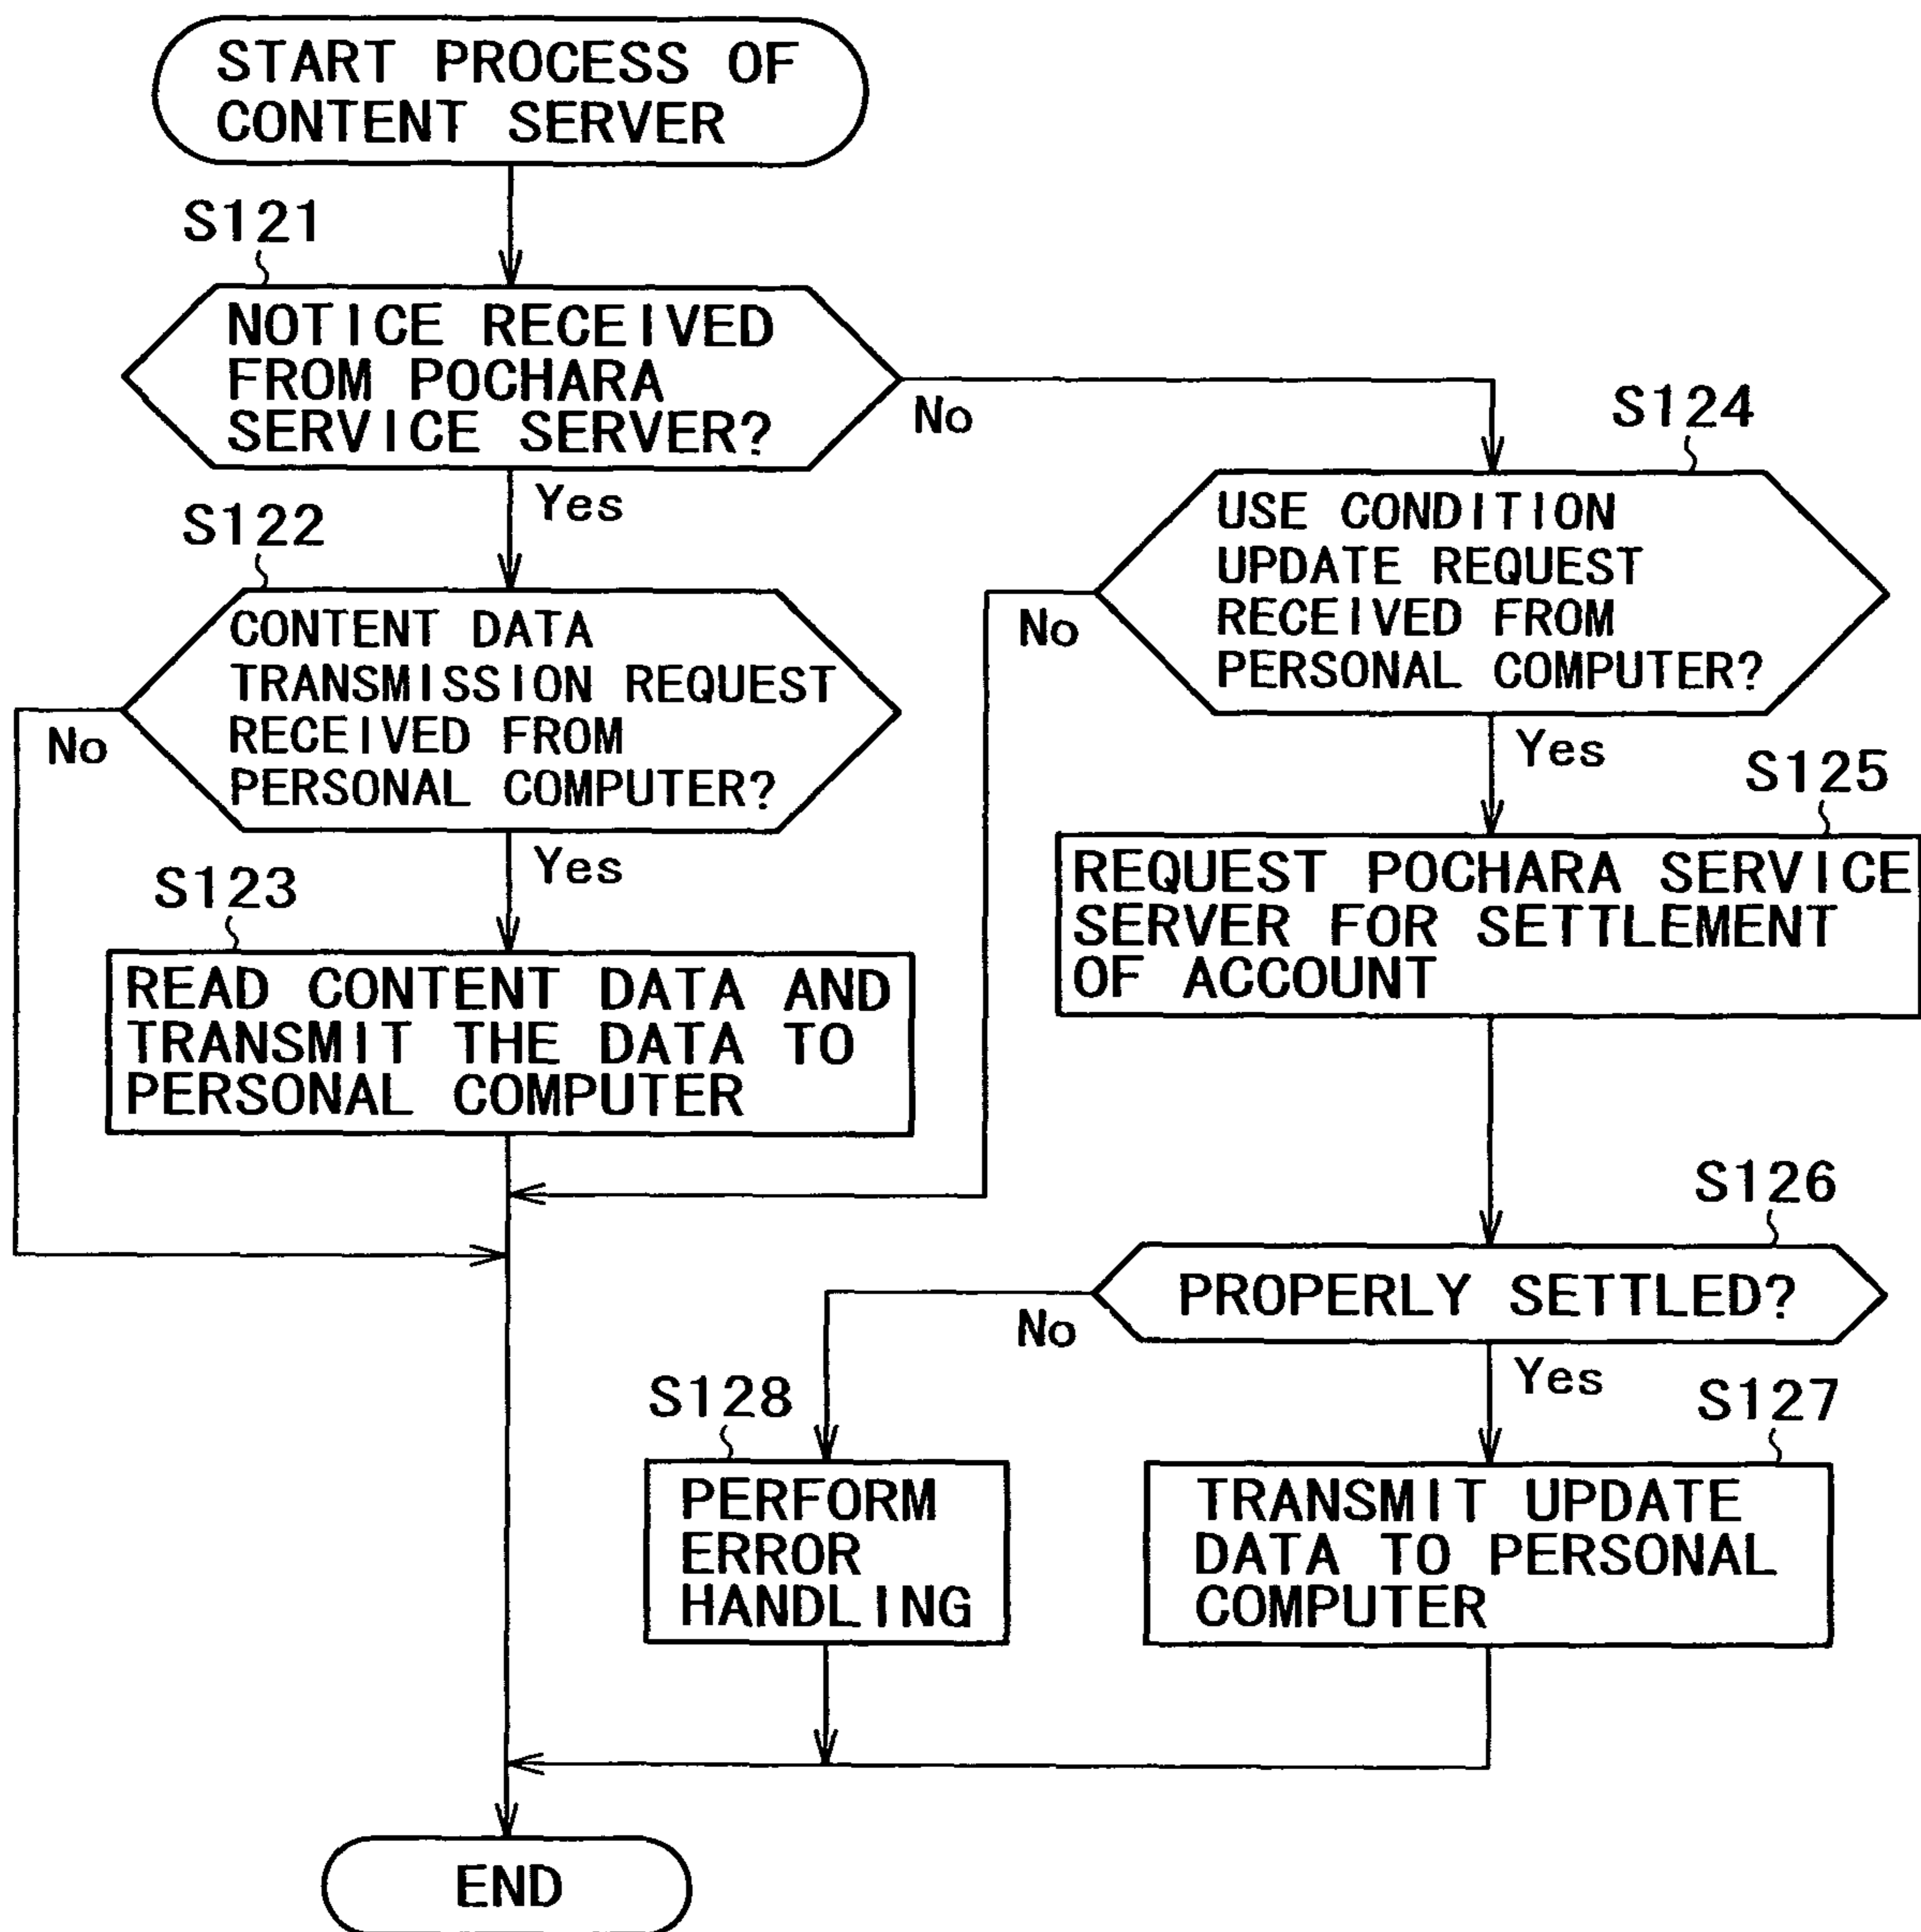 START PROCESS OF
CONTENT SERVER
S121
NOTICE RECEIVED
FROM POCHARA
SERVICE SERVER?
No
Yes
S122
CONTENT DATA
TRANSMISSION REQUEST
RECEIVED FROM
PERSONAL COMPUTER?
No
Yes
S123
READ CONTENT DATA AND
TRANSMIT THE DATA TO
PERSONAL COMPUTER
S124
USE CONDITION
UPDATE REQUEST
RECEIVED FROM
PERSONAL COMPUTER?
No
Yes
S125
REQUEST POCHARA SERVICE
SERVER FOR SETTLEMENT
OF ACCOUNT
S126
PROPERLY SETTLED?
No
Yes
S128
PERFORM
ERROR
HANDLING
S127
TRANSMIT UPDATE
DATA TO PERSONAL
COMPUTER
END